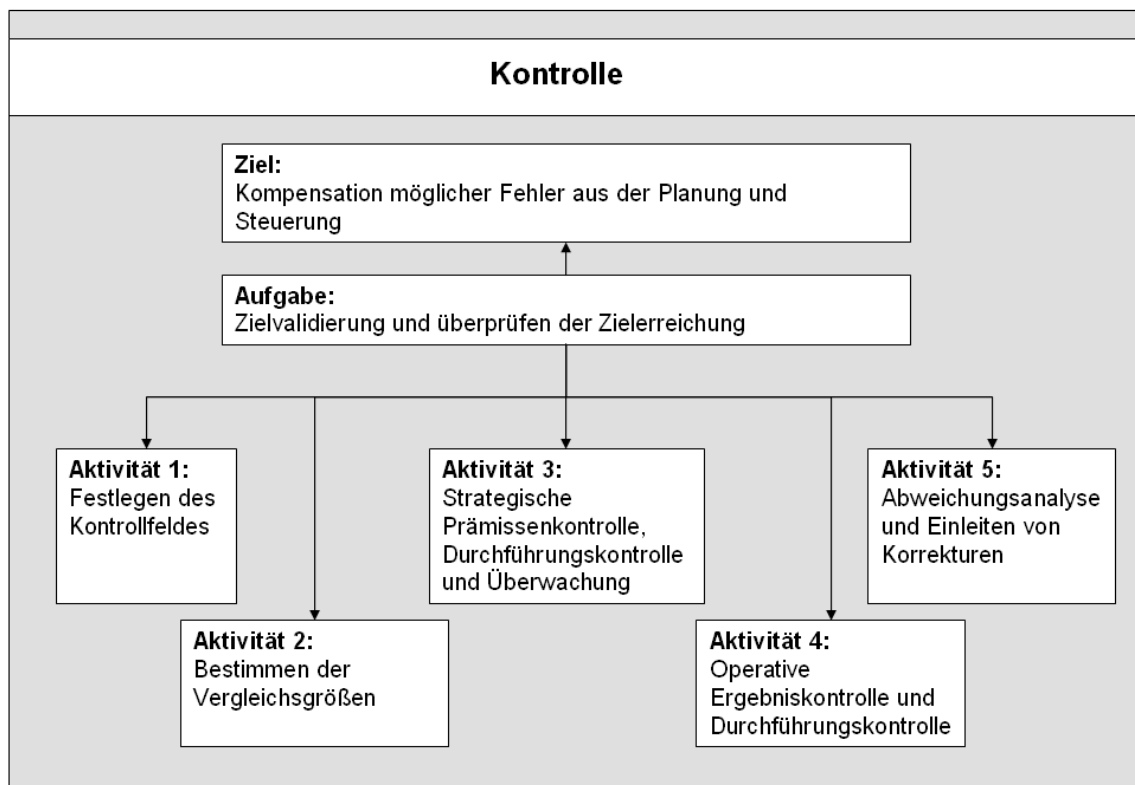 Kontrolle
Ziel:
Kompensation möglicher Fehler aus der Planung und
Steuerung
Aufgabe:
Zielvalidierung und überprüfen der Zielerreichung
Aktivität 1:
Festlegen des
Kontrollfeldes
Aktivität 2:
Bestimmen der
Vergleichsgrößen
Aktivität 3:
Strategische
Prämissenkontrolle,
Durchführungskontrolle
und Überwachung
Aktivität 4:
Operative
Ergebniskontrolle und
Durchführungskontrolle
Aktivität 5:
Abweichungsanalyse
und Einleiten von
Korrekturen